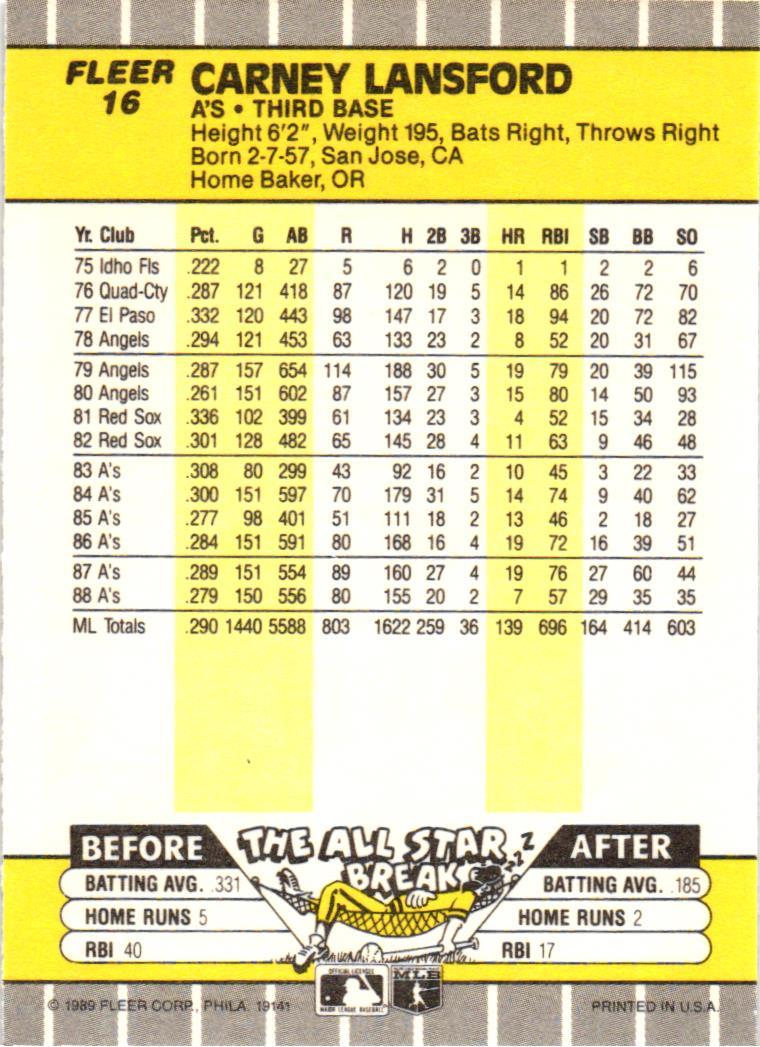 FLEER
16
CARNEY LANSFORD
A'S • THIRD BASE
Height 6'2", Weight 195, Bats Right, Throws Right
Born 2-7-57, San Jose, CA
Home Baker, OR
Yr. Club Pct. G AB R H 2B 3B HR RBI SB BB SO
75 Idho Fls .222 8 27 5 6 2 0 1 1 2 2 6
76 Quad-Cty .287 121 418 87 120 19 5 14 86 26 72 70
77 El Paso .332 120 443 98 147 17 3 18 94 20 72 82
78 Angels .294 121 453 63 133 23 2 8 52 20 31 67
79 Angels .287 157 654 114 188 30 5 19 79 20 39 115
80 Angels .261 151 602 87 157 27 3 15 80 14 50 93
81 Red Sox .336 102 399 61 134 23 3 4 52 15 34 28
82 Red Sox .301 128 482 65 145 28 4 11 63 9 46 48
83 A's .308 80 299 43 92 16 2 10 45 3 22 33
84 A's .300 151 597 70 179 31 5 14 74 9 40 62
85 A's .277 98 401 51 111 18 2 13 46 2 18 27
86 A's .284 151 591 80 168 16 4 19 72 16 39 51
87 A's .289 151 554 89 160 27 4 19 76 27 60 44
88 A's .279 150 556 80 155 20 2 7 57 29 35 35
ML Totals .290 1440 5588 803 1622 259 36 139 696 164 414 603
BEFORE THE ALL STAR BREAK AFTER
zzzZ
BATTING AVG. .331 BATTING AVG. .185
HOME RUNS 5 HOME RUNS 2
RBI 40 RBI 17
OFFICIAL LICENSEE
MAJOR LEAGUE BASEBALL
MLB
© 1989 FLEER CORP., PHILA. 19141 PRINTED IN U.S.A.